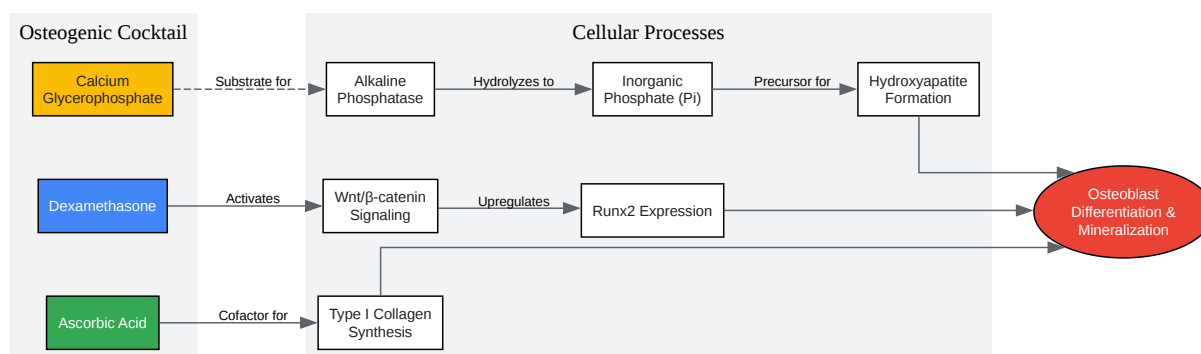 Osteogenic Cocktail
Cellular Processes
Calcium
Glycerophosphate
Substrate for
Alkaline
Phosphatase
Hydrolyzes to
Inorganic
Phosphate (Pi)
Precursor for
Hydroxyapatite
Formation
Dexamethasone
Activates
Wnt/β-catenin
Signaling
Upregulates
Runx2 Expression
Osteoblast
Differentiation &
Mineralization
Ascorbic Acid
Cofactor for
Type I Collagen
Synthesis